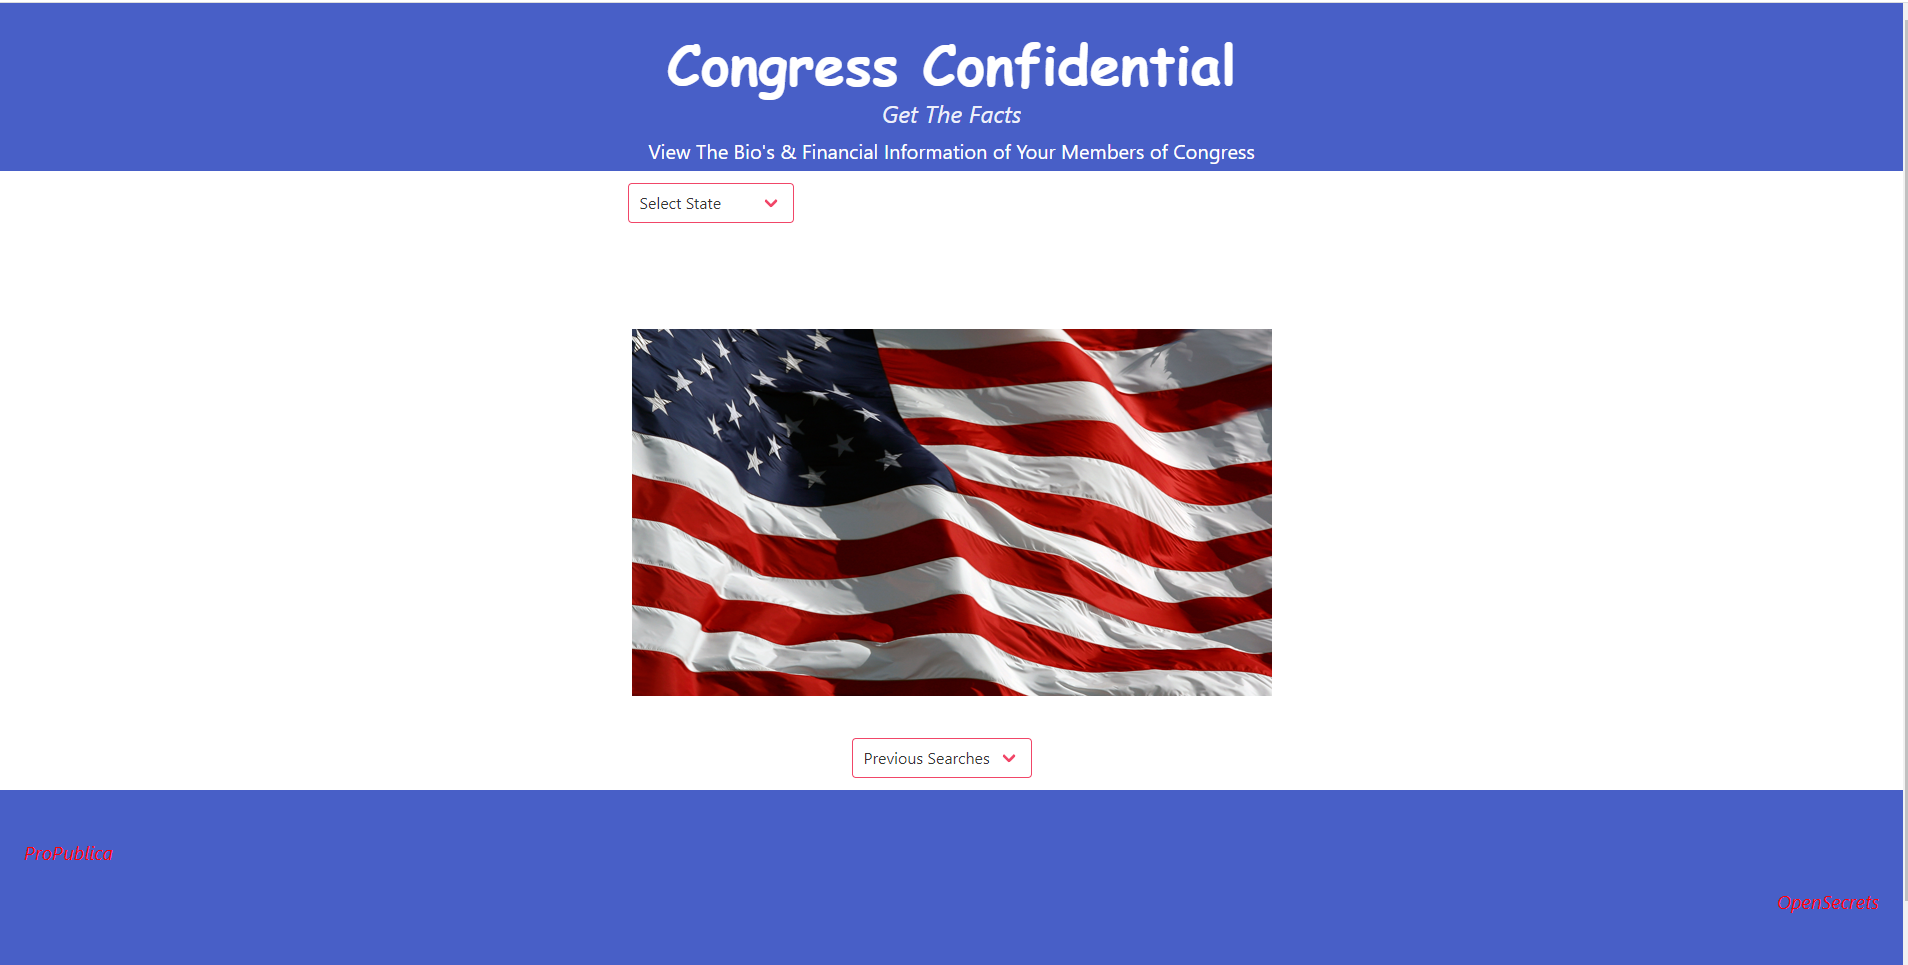 Congress Confidential
Get The Facts
View The Bio's & Financial Information of Your Members of Congress
Select State
Previous Searches
ProPublica
OpenSecrets